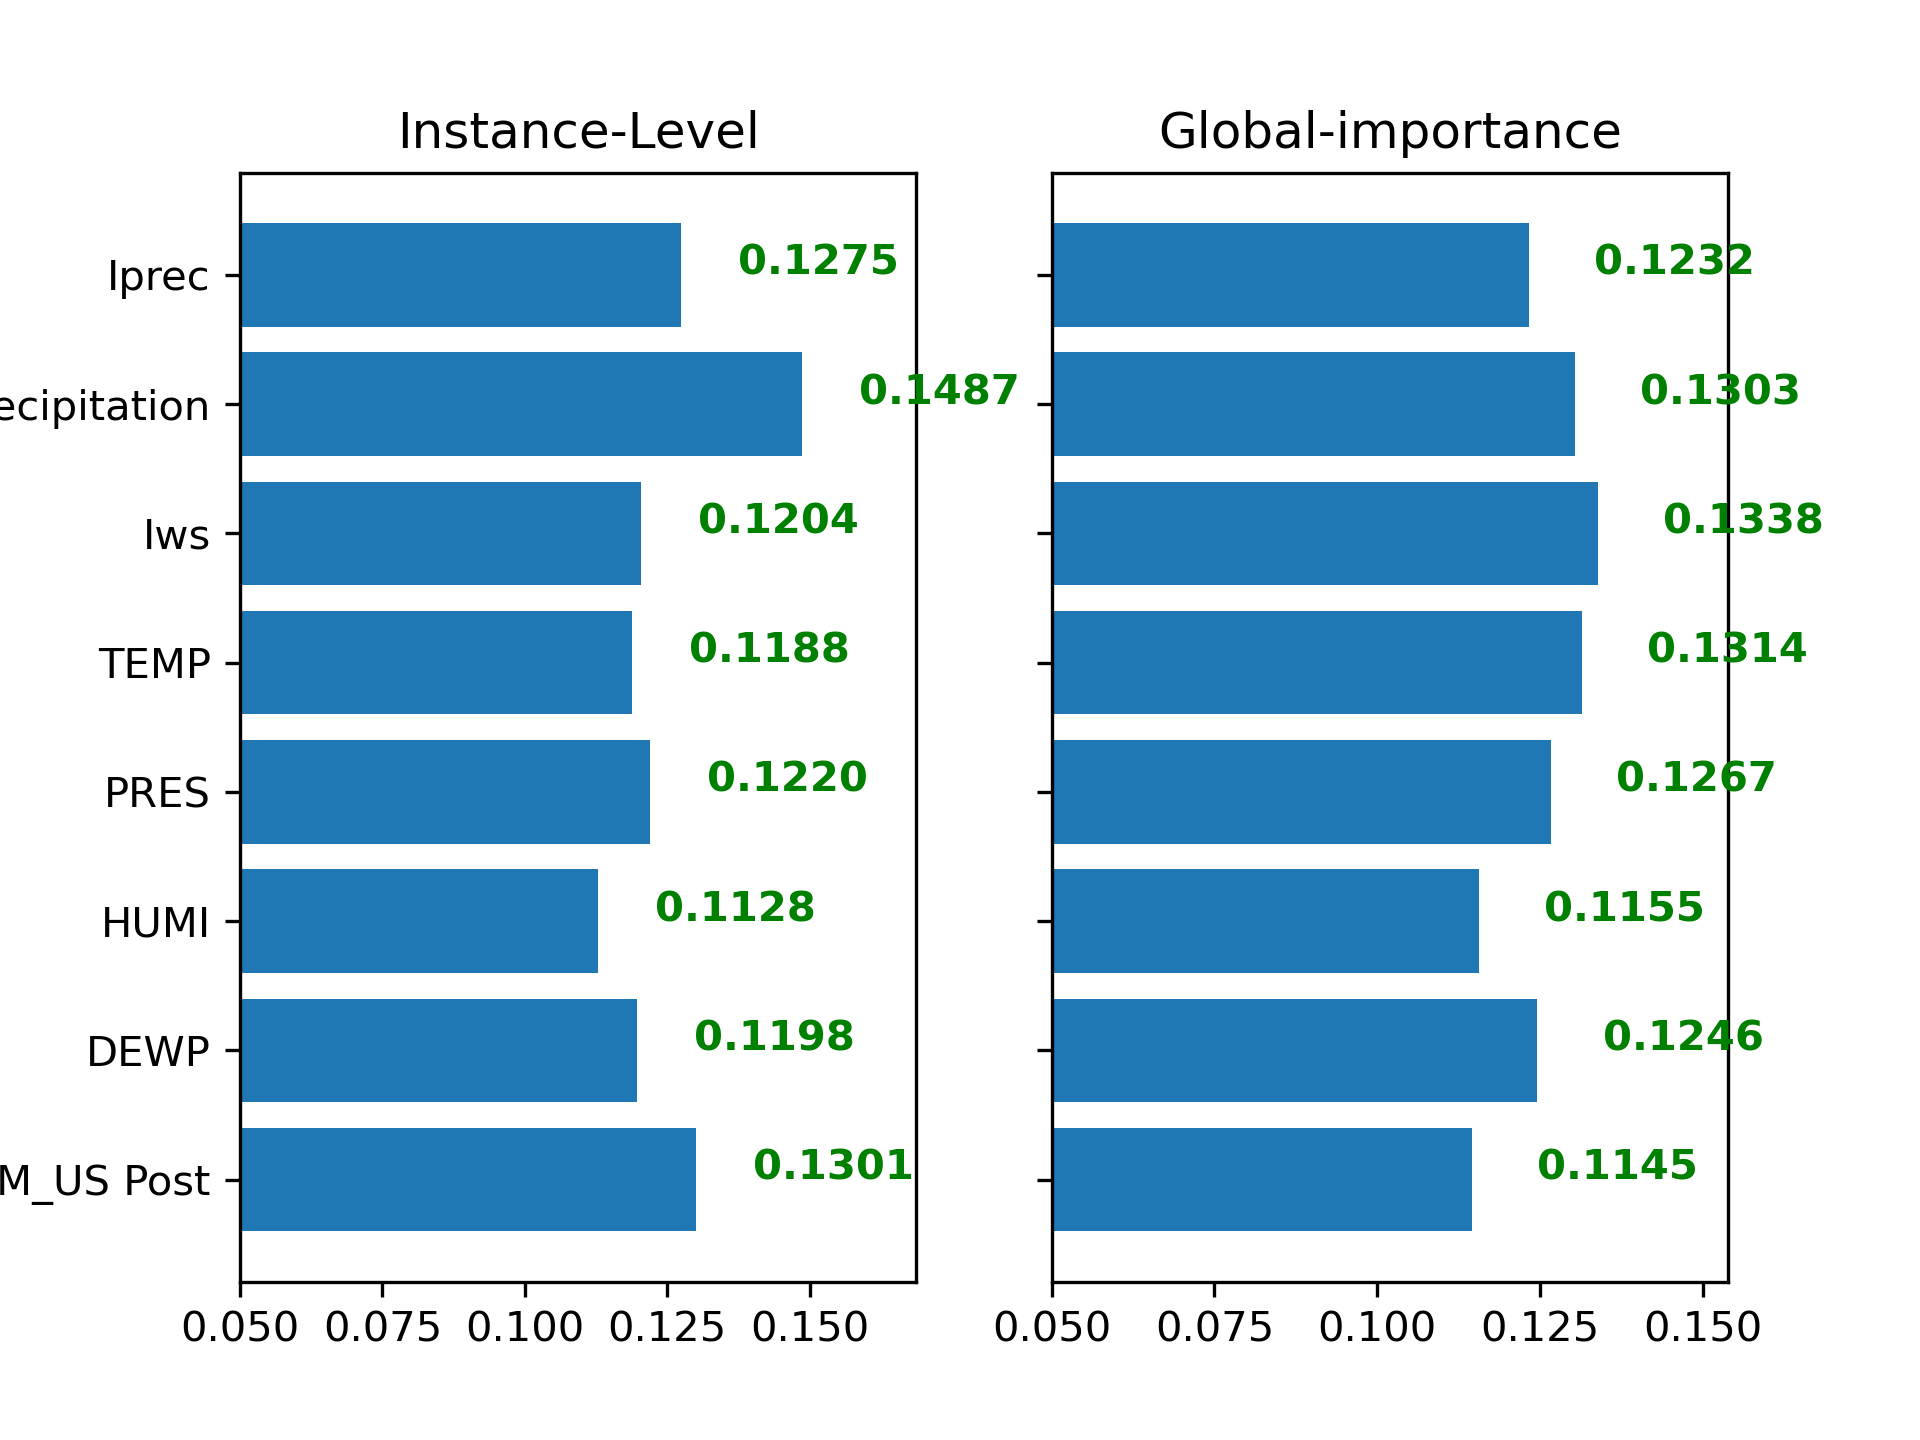 Instance-Level Global-importance
Iprec 0.1275 0.1232
ecipitation 0.1487 0.1303
Iws 0.1204 0.1338
TEMP 0.1188 0.1314
PRES 0.1220 0.1267
HUMI 0.1128 0.1155
DEWP 0.1198 0.1246
M_US Post 0.1301 0.1145
0.050 0.075 0.100 0.125 0.150 0.050 0.075 0.100 0.125 0.150